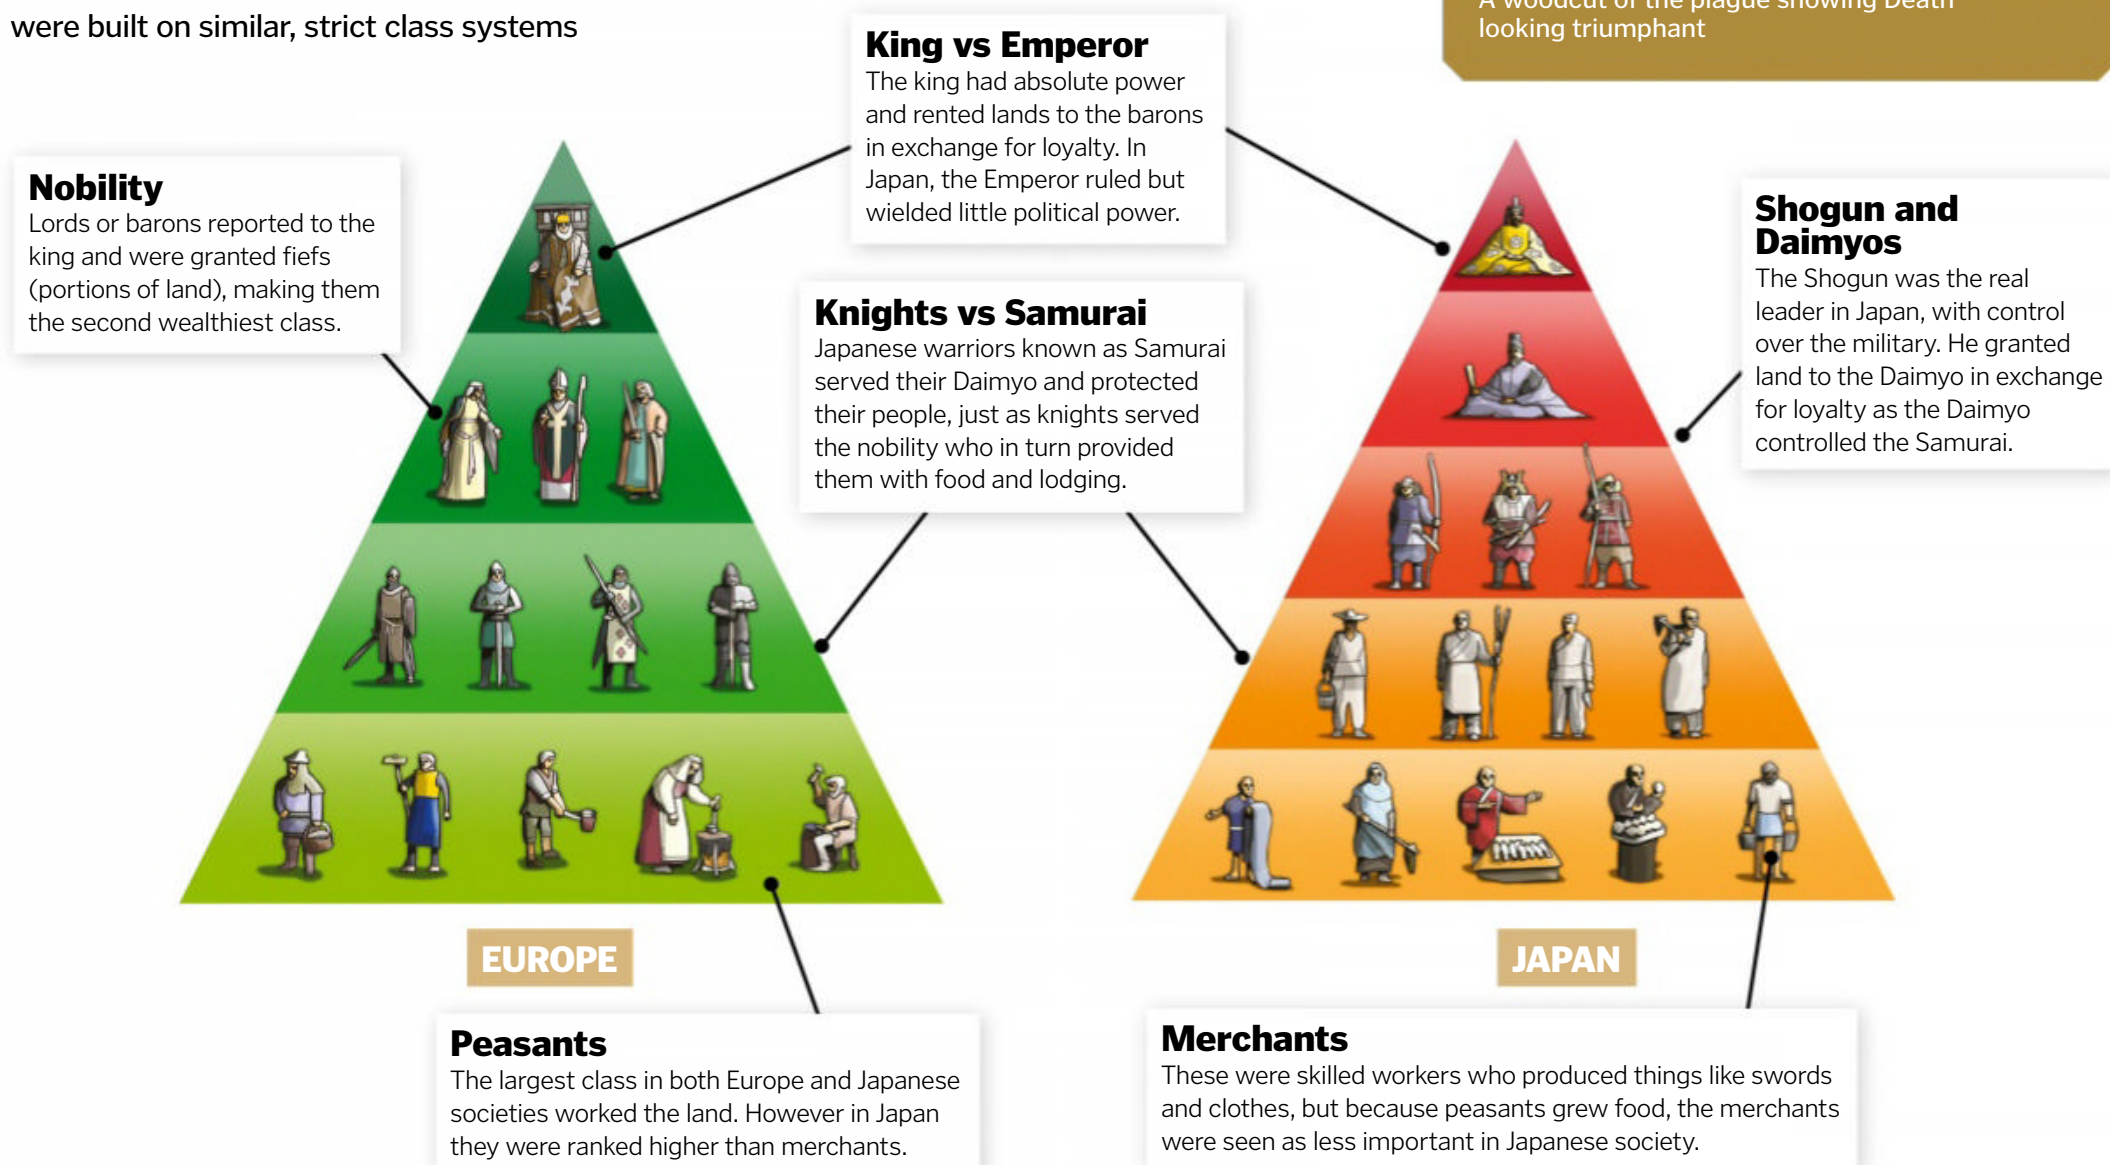 were built on similar, strict class systems
A woodcut of the plague showing Death
looking triumphant
King vs Emperor
The king had absolute power
and rented lands to the barons
in exchange for loyalty. In
Japan, the Emperor ruled but
wielded little political power.
Nobility
Lords or barons reported to the
king and were granted fiefs
(portions of land), making them
the second wealthiest class.
Knights vs Samurai
Japanese warriors known as Samurai
served their Daimyo and protected
their people, just as knights served
the nobility who in turn provided
them with food and lodging.
Shogun and
Daimyos
The Shogun was the real
leader in Japan, with control
over the military. He granted
land to the Daimyo in exchange
for loyalty as the Daimyo
controlled the Samurai.
EUROPE
JAPAN
Peasants
The largest class in both Europe and Japanese
societies worked the land. However in Japan
they were ranked higher than merchants.
Merchants
These were skilled workers who produced things like swords
and clothes, but because peasants grew food, the merchants
were seen as less important in Japanese society.